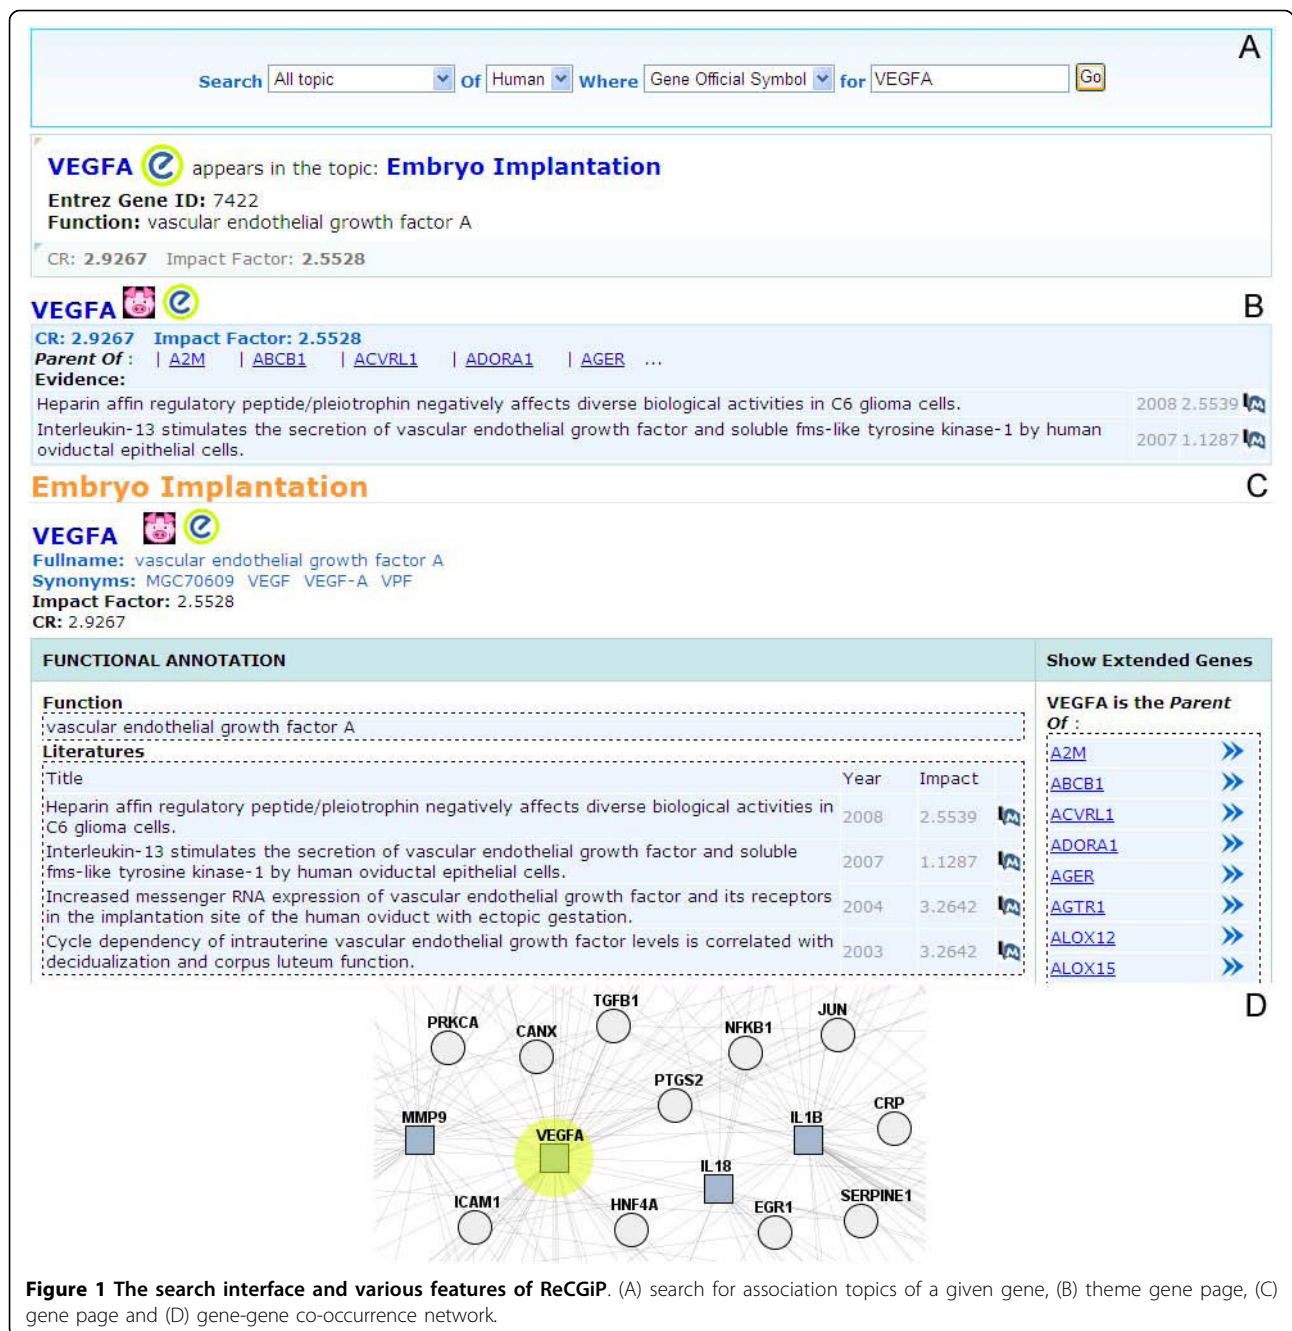 A
Search All topic Of Human Where Gene Official Symbol for VEGFA Go
VEGFA e appears in the topic: Embryo Implantation
Entrez Gene ID: 7422
Function: vascular endothelial growth factor A
CR: 2.9267 Impact Factor: 2.5528
VEGFA e B
CR: 2.9267 Impact Factor: 2.5528
Parent Of : | A2M | ABCB1 | ACVRL1 | ADORA1 | AGER ...
Evidence:
Heparin affin regulatory peptide/pleiotrophin negatively affects diverse biological activities in C6 glioma cells. 2008 2.5539
Interleukin-13 stimulates the secretion of vascular endothelial growth factor and soluble fms-like tyrosine kinase-1 by human
oviductal epithelial cells. 2007 1.1287
Embryo Implantation C
VEGFA e
Fullname: vascular endothelial growth factor A
Synonyms: MGC70609 VEGF VEGF-A VPF
Impact Factor: 2.5528
CR: 2.9267
FUNCTIONAL ANNOTATION
Function
vascular endothelial growth factor A
Literatures
Title Year Impact
Heparin affin regulatory peptide/pleiotrophin negatively affects diverse biological activities in
C6 glioma cells. 2008 2.5539
Interleukin-13 stimulates the secretion of vascular endothelial growth factor and soluble
fms-like tyrosine kinase-1 by human oviductal epithelial cells. 2007 1.1287
Increased messenger RNA expression of vascular endothelial growth factor and its receptors
in the implantation site of the human oviduct with ectopic gestation. 2004 3.2642
Cycle dependency of intrauterine vascular endothelial growth factor levels is correlated with
decidualization and corpus luteum function. 2003 3.2642
Show Extended Genes
VEGFA is the Parent
Of :
A2M
ABCB1
ACVRL1
ADORA1
AGER
AGTR1
ALOX12
ALOX15
D
TGFB1
PRKCA
CANX
NFKB1
JUN
PTGS2
CRP
MMP9
VEGFA
IL1B
IL18
ICAM1
HNF4A
EGR1
SERPINE1
Figure 1 The search interface and various features of ReCGiP. (A) search for association topics of a given gene, (B) theme gene page, (C)
gene page and (D) gene-gene co-occurrence network.